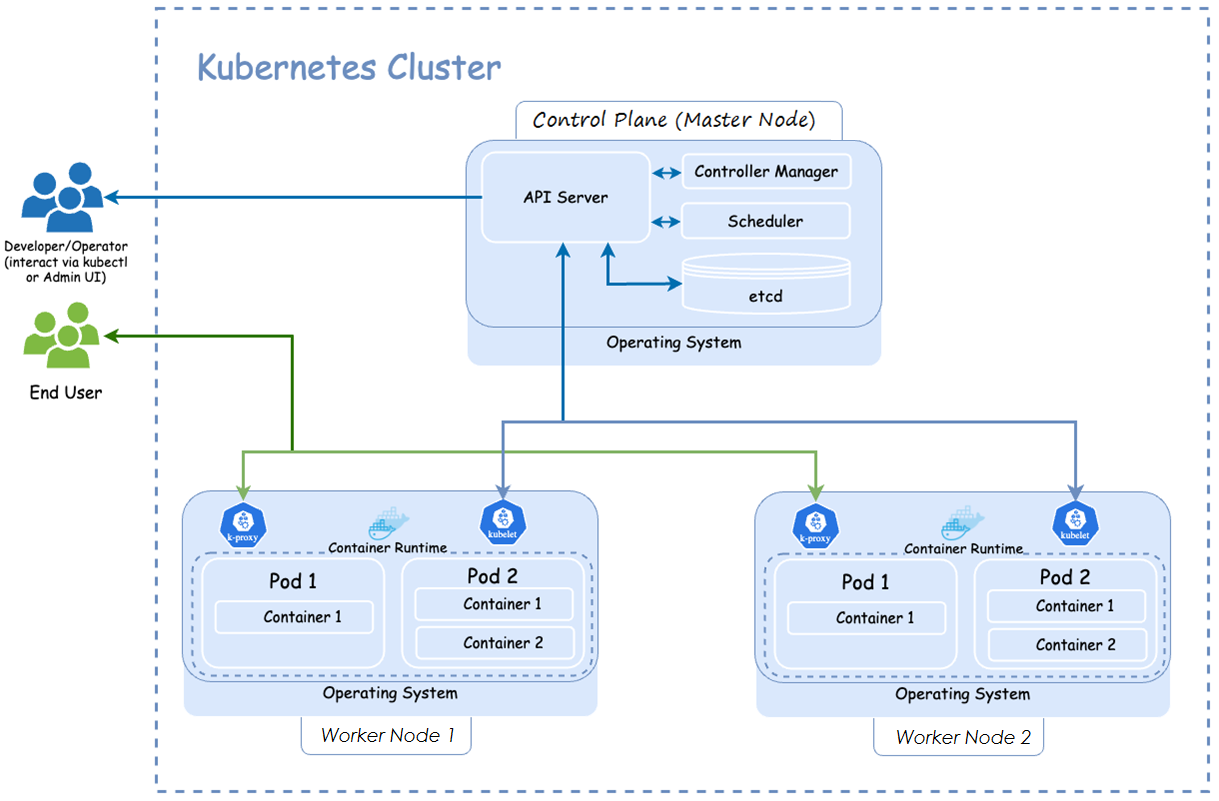 Kubernetes Cluster
Control Plane (Master Node)
API Server
Controller Manager
Scheduler
etcd
Operating System
Developer/Operator
(interact via kubectl
or Admin UI)
End User
k-proxy
Container Runtime
kubelet
Pod 1
Container 1
Pod 2
Container 1
Container 2
Operating System
Worker Node 1
k-proxy
Container Runtime
kubelet
Pod 1
Container 1
Pod 2
Container 1
Container 2
Operating System
Worker Node 2